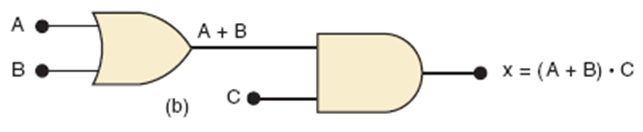 A
A + B
B
x = (A + B) • C
(b)
C